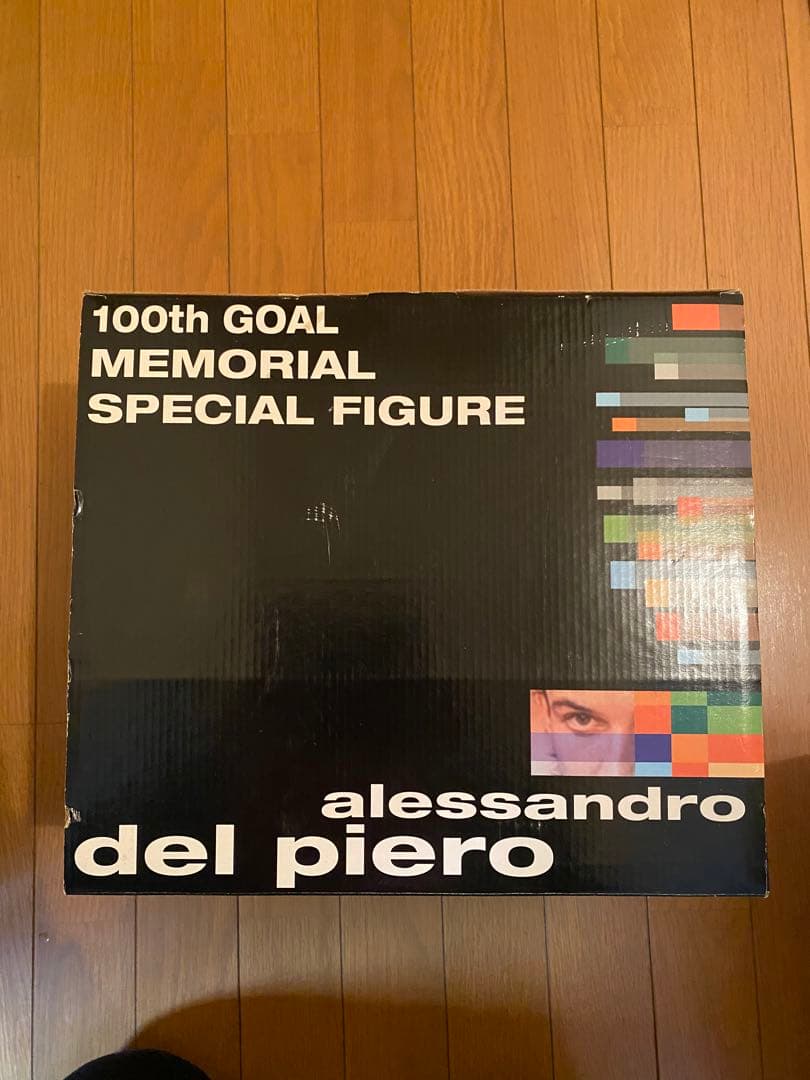 100th GOAL
MEMORIAL
SPECIAL FIGURE
alessandro
del piero